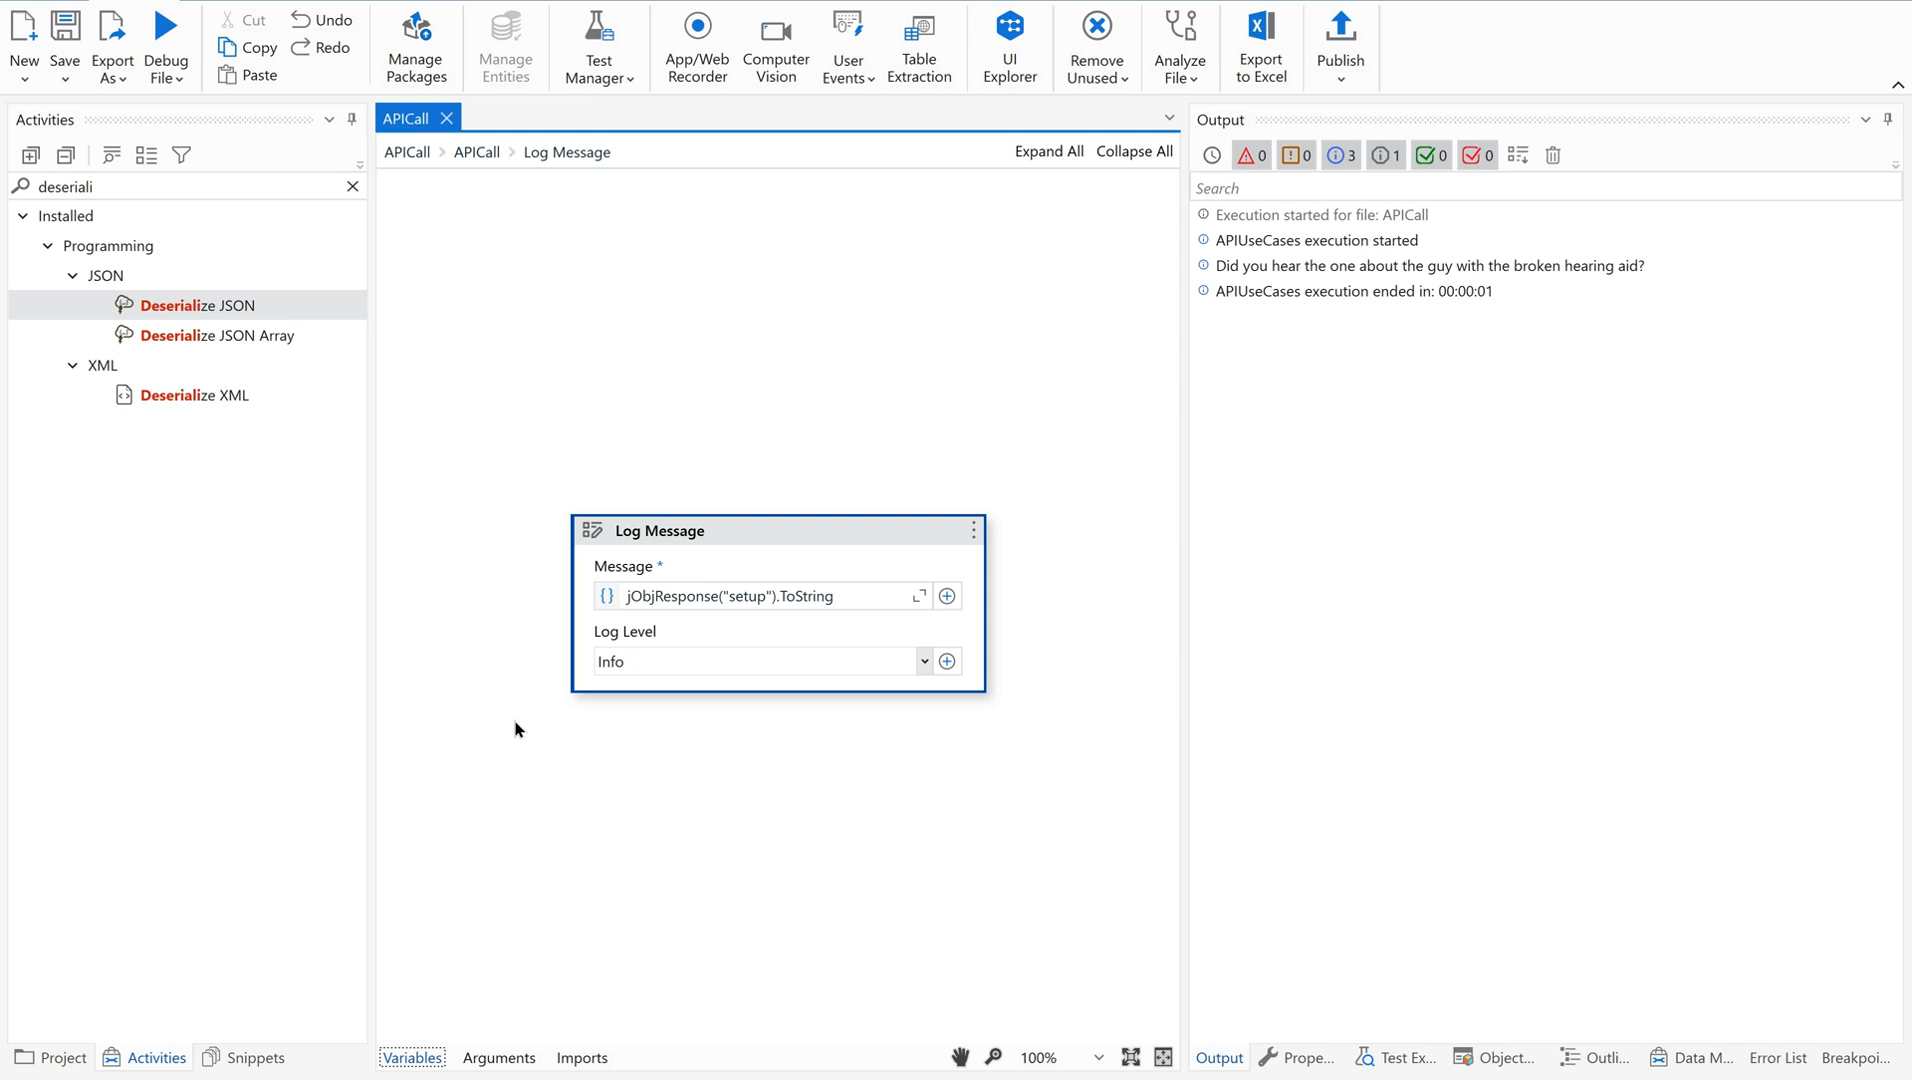 New
Save
Export
As
Debug
File
Cut
Copy
Paste
Undo
Redo
Manage
Packages
Manage
Entities
Test
Manager
App/Web
Recorder
Computer
Vision
User
Events
Table
Extraction
UI
Explorer
Remove
Unused
Analyze
File
Export
to Excel
Publish
Activities
deseriali
Installed
Programming
JSON
Deserialize JSON
Deserialize JSON Array
XML
Deserialize XML
APICall
APICall > APICall > Log Message
Expand All Collapse All
Log Message
Message *
{} jObjResponse("setup").ToString
Log Level
Info
Output
0 0 3 1 0 0
Search
Execution started for file: APICall
APIUseCases execution started
Did you hear the one about the guy with the broken hearing aid?
APIUseCases execution ended in: 00:00:01
Project Activities Snippets
Variables Arguments Imports
100%
Output Prope... Test Ex... Object... Outli... Data M... Error List Breakpoi...